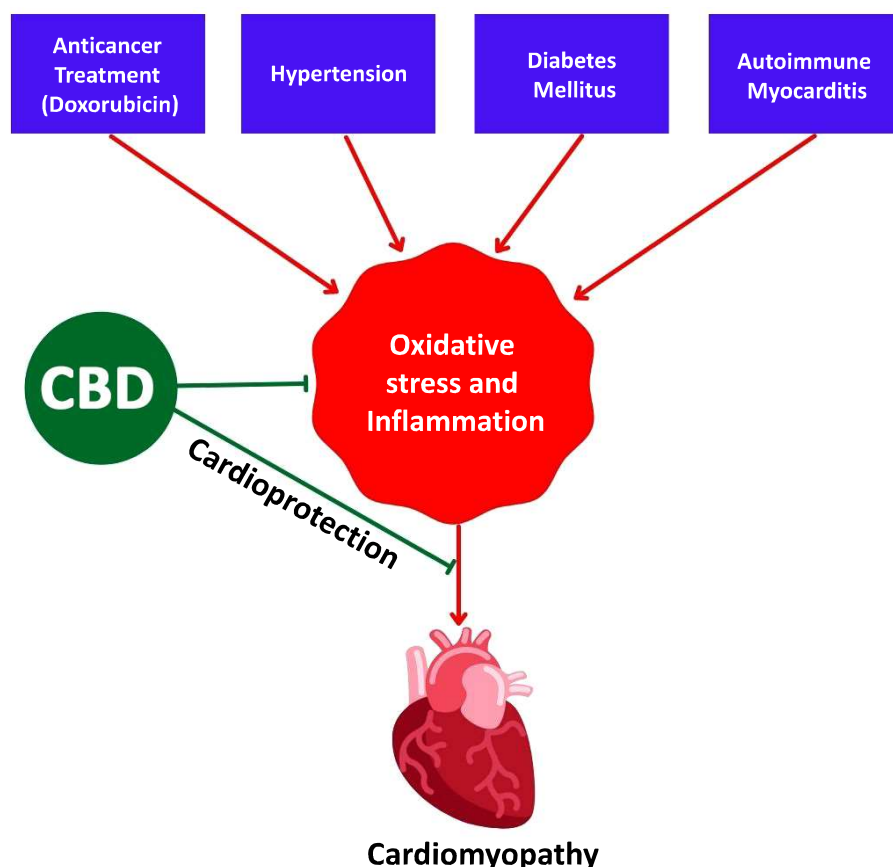 Anticancer
Treatment
(Doxorubicin)
Hypertension
Diabetes
Mellitus
Autoimmune
Myocarditis
Oxidative
stress and
Inflammation
CBD
Cardioprotection
Cardiomyopathy